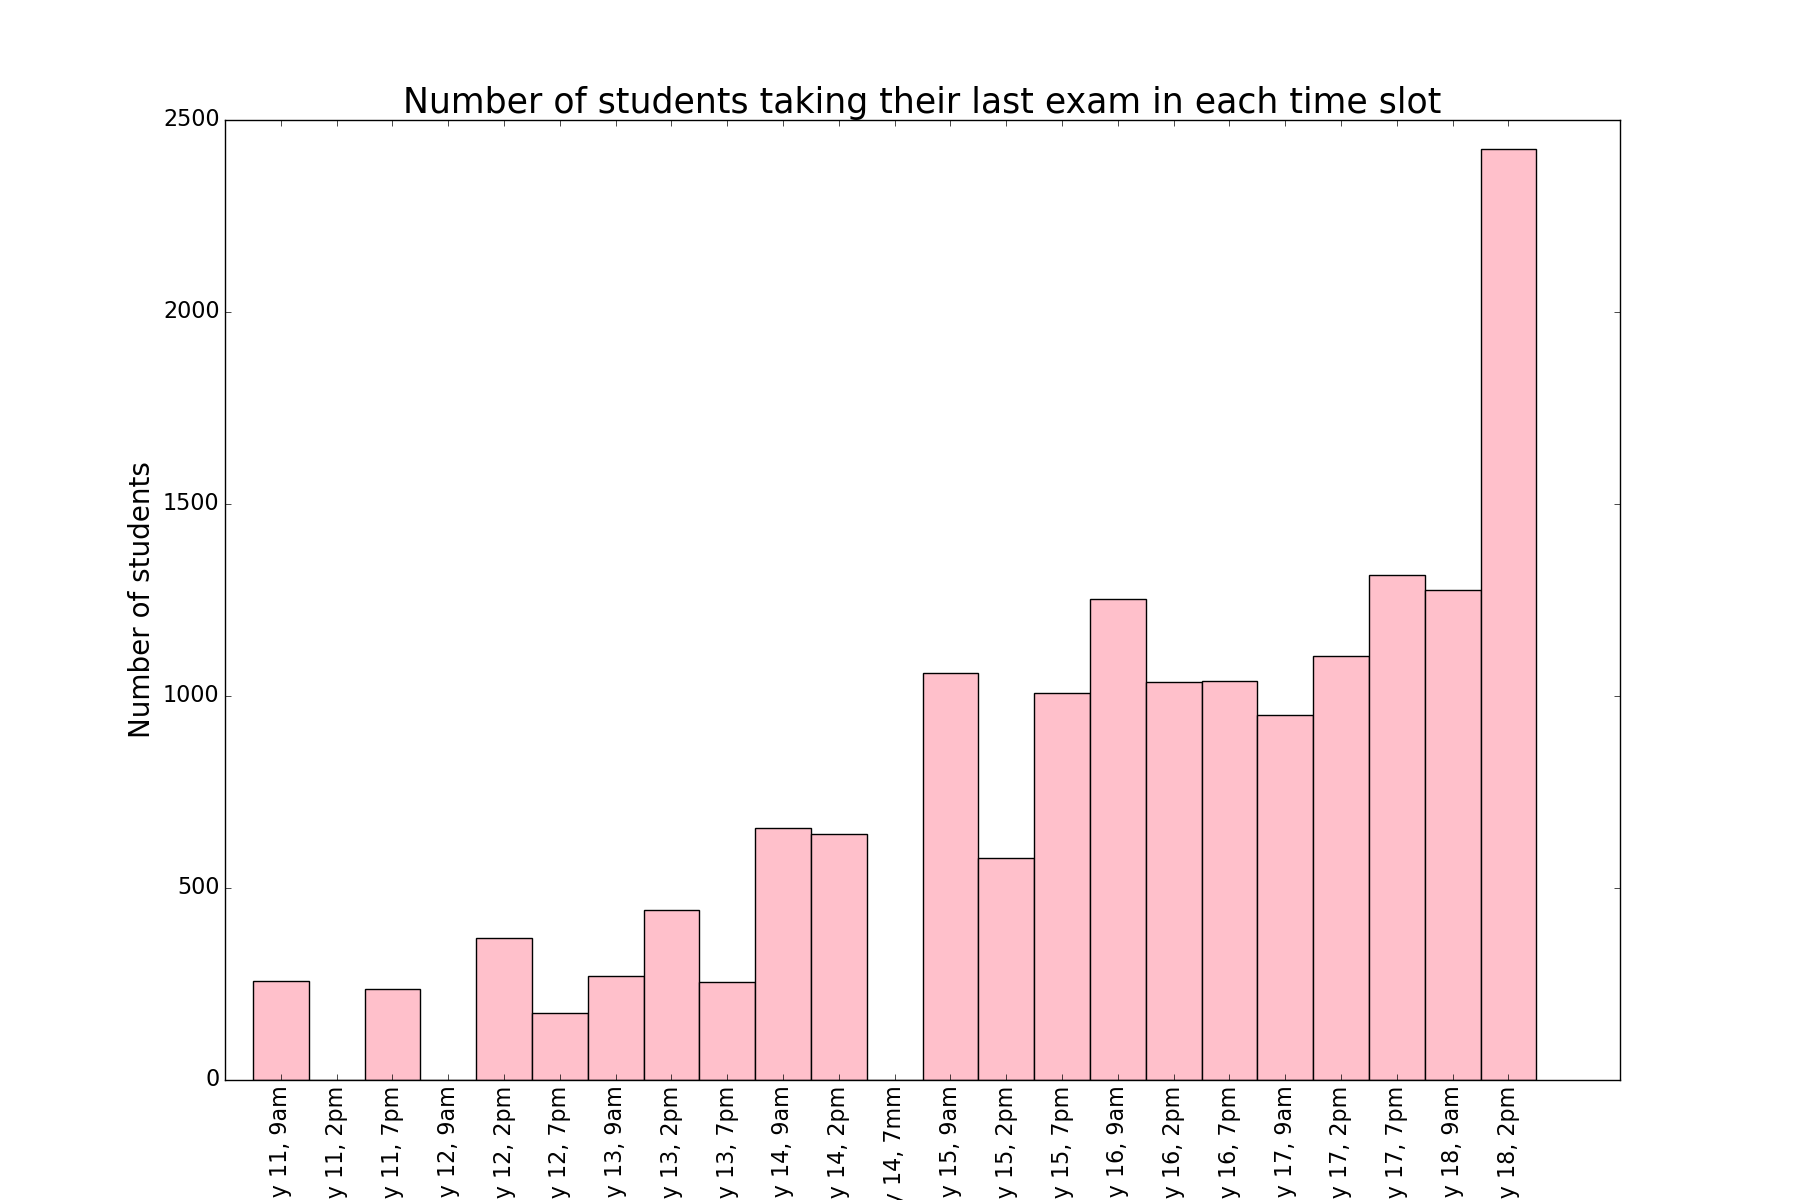 Number of students taking their last exam in each time slot
2500
2000
1500
1000
500
0
Number of students
y 11, 9am
y 11, 2pm
y 11, 7pm
y 12, 9am
y 12, 2pm
y 12, 7pm
y 13, 9am
y 13, 2pm
y 13, 7pm
y 14, 9am
y 14, 2pm
y 14, 7mm
y 15, 9am
y 15, 2pm
y 15, 7pm
y 16, 9am
y 16, 2pm
y 16, 7pm
y 17, 9am
y 17, 2pm
y 17, 7pm
y 18, 9am
y 18, 2pm